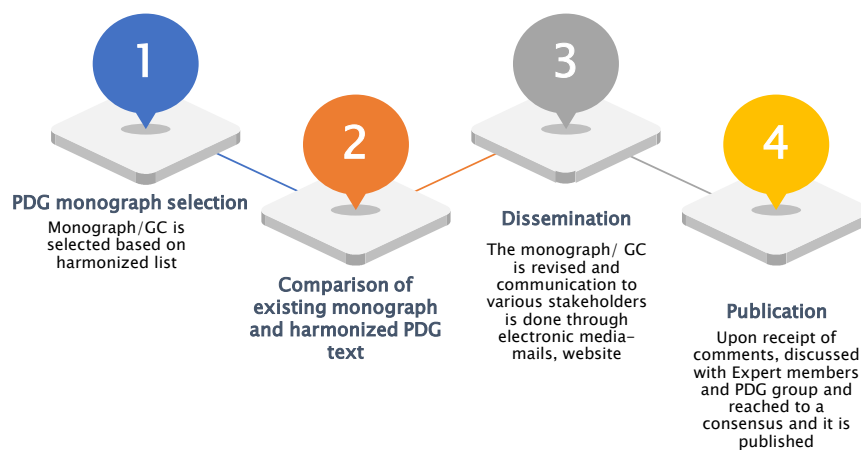 1
PDG monograph selection
Monograph/GC is
selected based on
harmonized list
2
Comparison of
existing monograph
and harmonized PDG
text
3
Dissemination
The monograph/ GC
is revised and
communication to
various stakeholders
is done through
electronic media-
mails, website
4
Publication
Upon receipt of
comments, discussed
with Expert members
and PDG group and
reached to a
consensus and it is
published